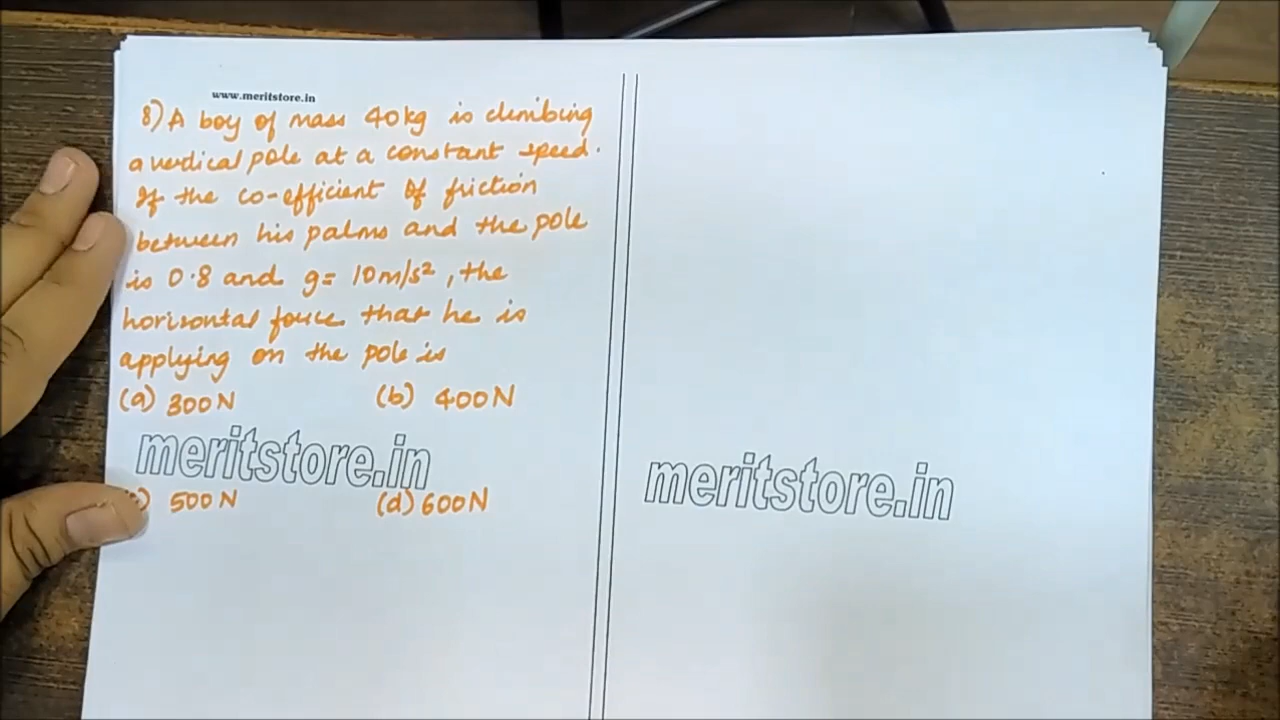 www.meritstore.in
8) A boy of mass 40kg is climbing
a vertical pole at a constant speed.
If the co-efficient of friction
between his palms and the pole
is 0.8 and g= 10m/s², the
horizontal force that he is
applying on the pole is
(a) 300N (b) 400N
meritstore.in
meritstore.in
500N (d) 600N